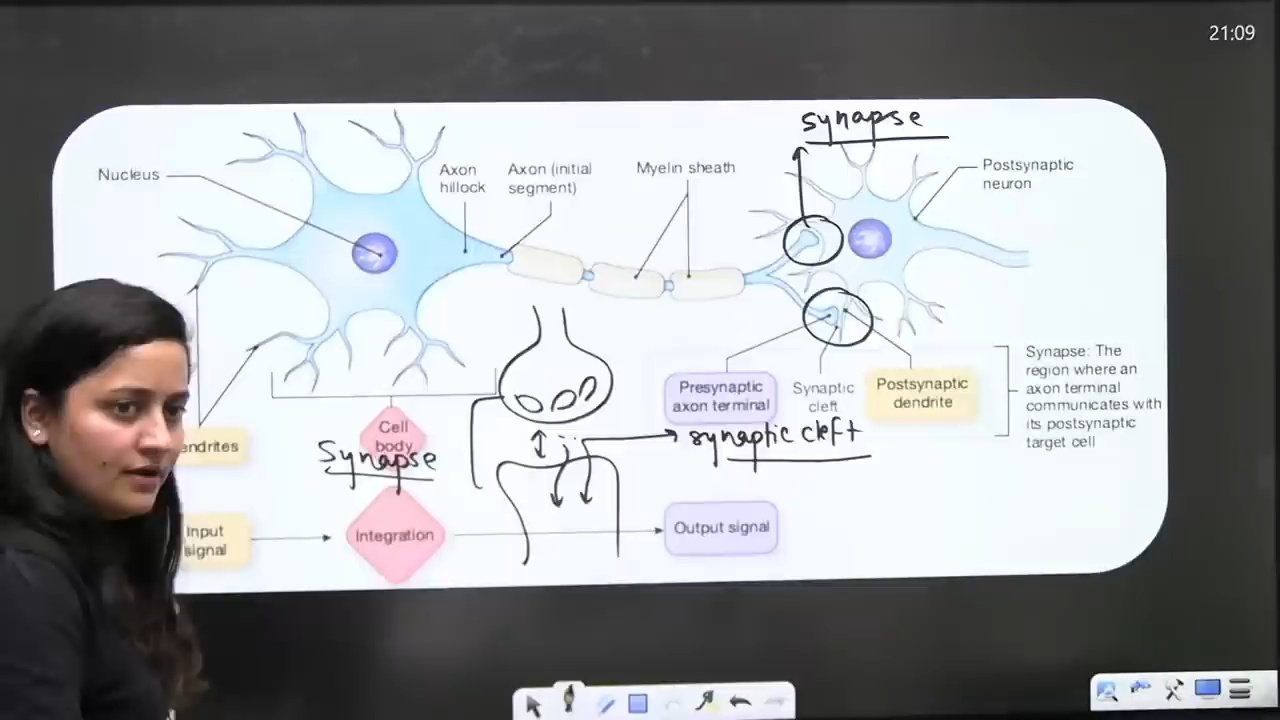 21:09
synapse
Nucleus
Axon
hillock
Axon (initial
segment)
Myelin sheath
Postsynaptic
neuron
Presynaptic
axon terminal
Synaptic
cleft
Postsynaptic
dendrite
Synapse: The
region where an
axon terminal
communicates with
its postsynaptic
target cell
synaptic cleft
endrites
Cell
body
Synapse
Input
signal
Integration
Output signal